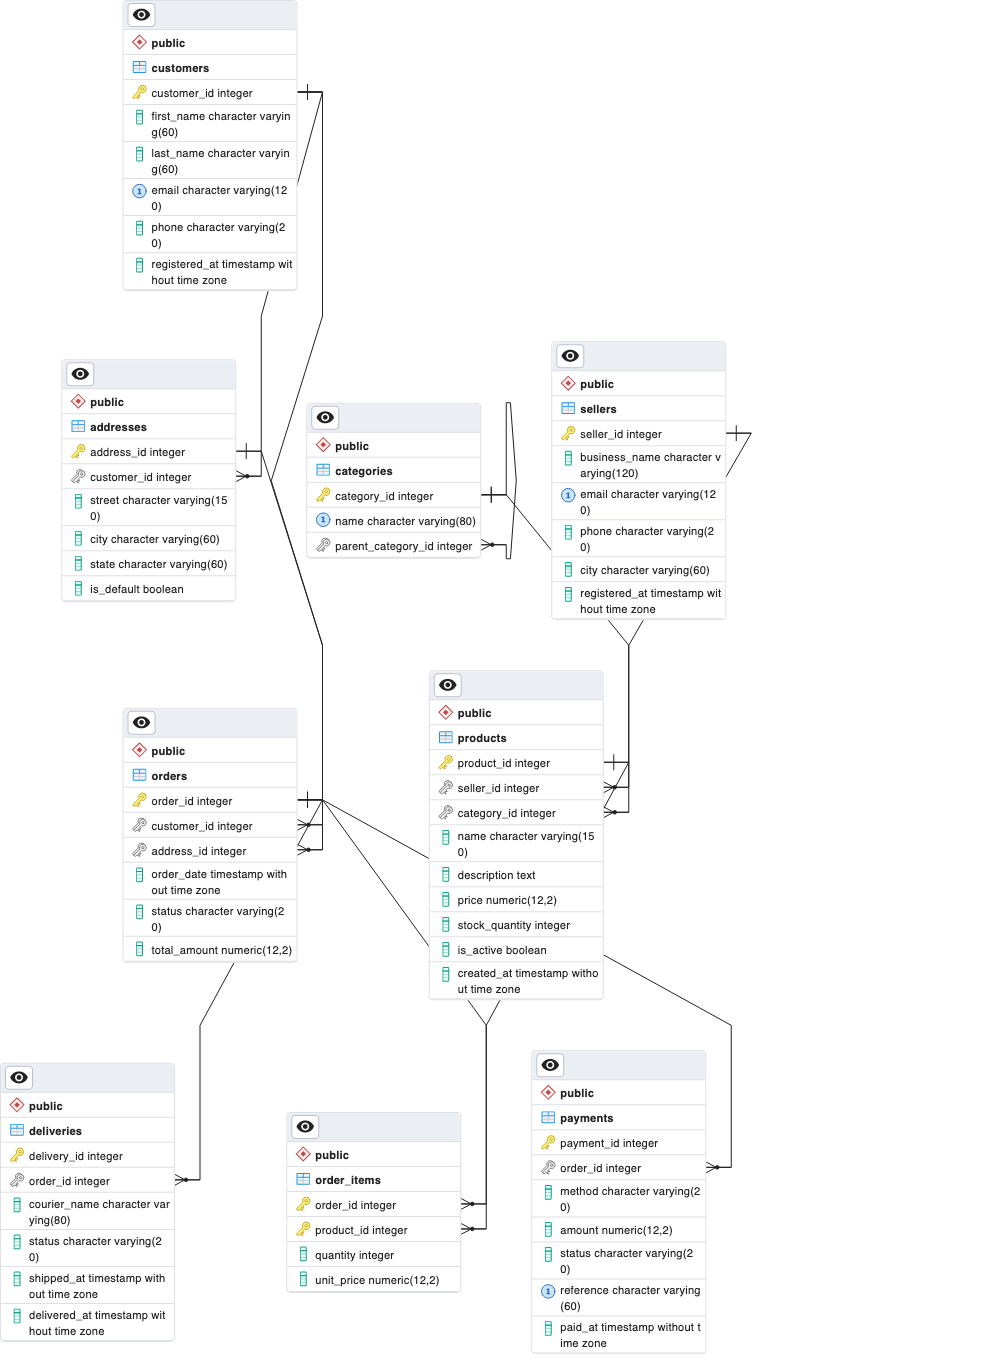 public
customers
customer_id integer
first_name character varyin
g(60)
last_name character varyin
g(60)
1
email character varying(12
0)
phone character varying(2
0)
registered_at timestamp wit
hout time zone
public
addresses
address_id integer
customer_id integer
street character varying(15
0)
city character varying(60)
state character varying(60)
is_default boolean
public
categories
category_id integer
1
name character varying(80)
parent_category_id integer
public
sellers
seller_id integer
business_name character v
arying(120)
1
email character varying(12
0)
phone character varying(2
0)
city character varying(60)
registered_at timestamp wit
hout time zone
public
orders
order_id integer
customer_id integer
address_id integer
order_date timestamp with
out time zone
status character varying(2
0)
total_amount numeric(12,2)
public
products
product_id integer
seller_id integer
category_id integer
name character varying(15
0)
description text
price numeric(12,2)
stock_quantity integer
is_active boolean
created_at timestamp witho
ut time zone
public
deliveries
delivery_id integer
order_id integer
courier_name character var
ying(80)
status character varying(2
0)
shipped_at timestamp with
out time zone
delivered_at timestamp wit
hout time zone
public
order_items
order_id integer
product_id integer
quantity integer
unit_price numeric(12,2)
public
payments
payment_id integer
order_id integer
method character varying(2
0)
amount numeric(12,2)
status character varying(2
0)
1
reference character varying
(60)
paid_at timestamp without t
ime zone